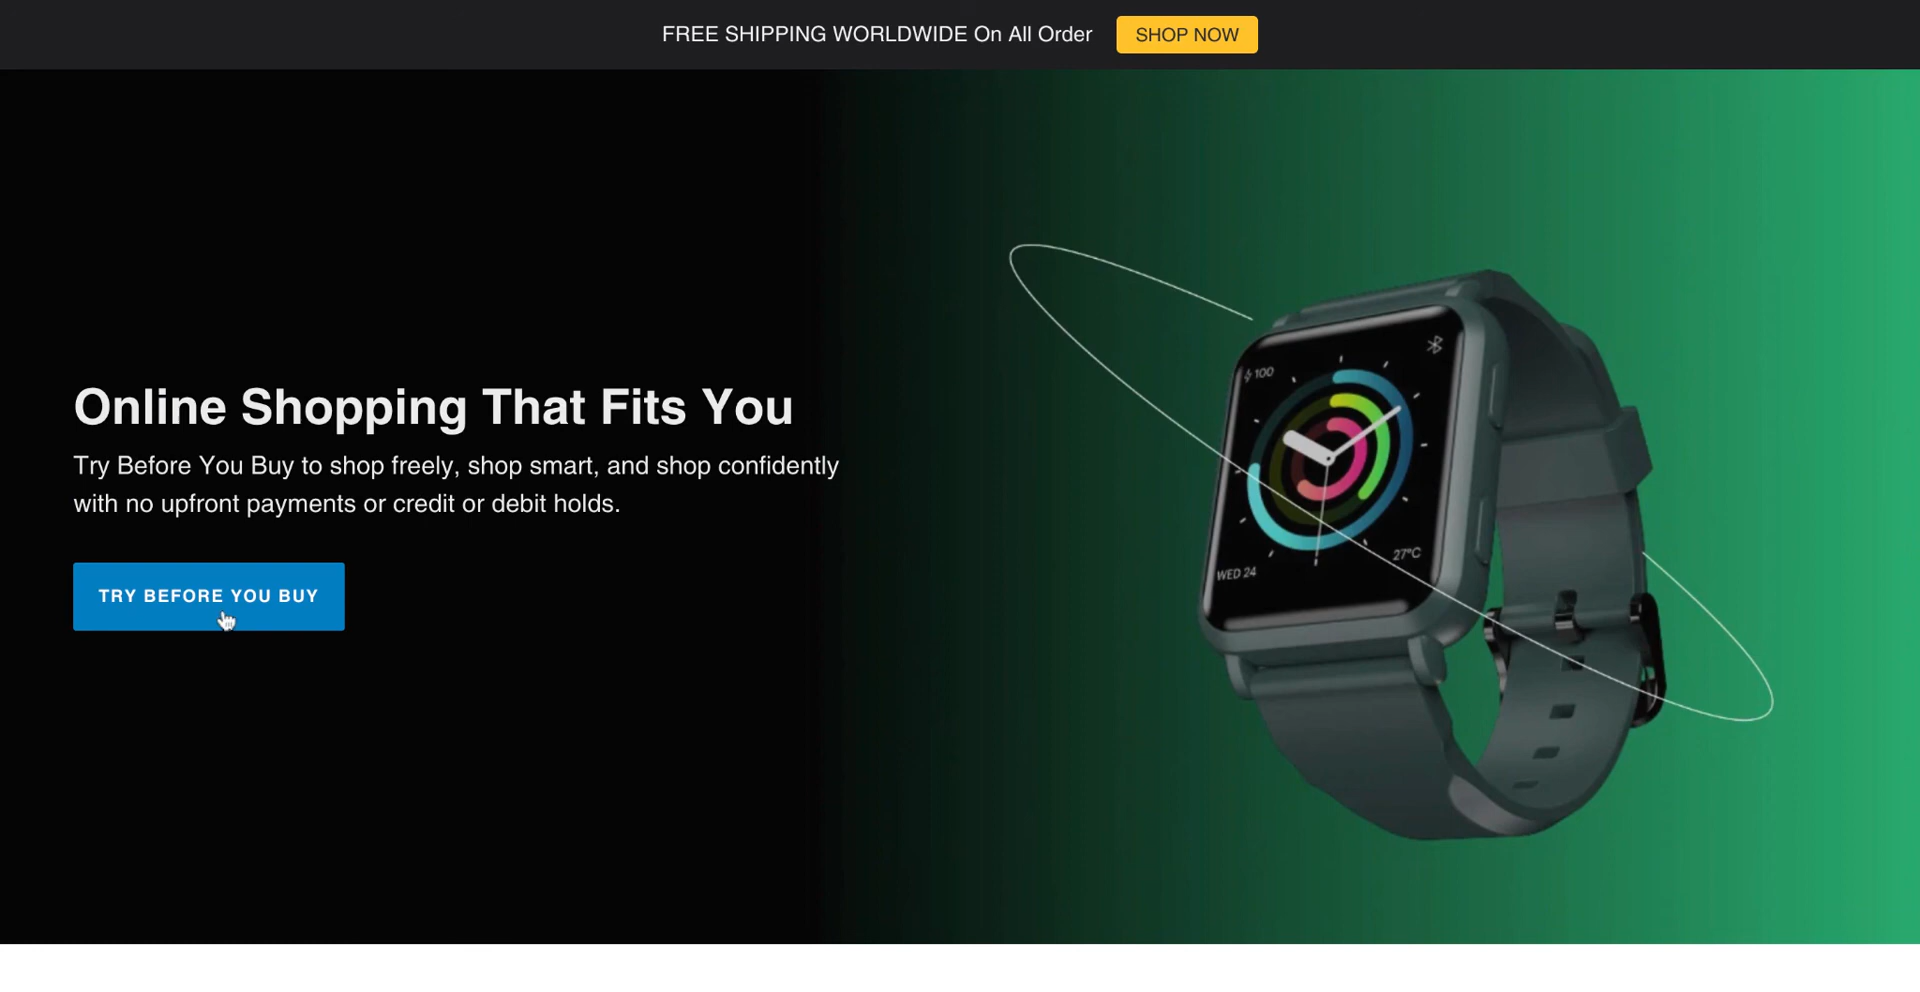 FREE SHIPPING WORLDWIDE On All Order
SHOP NOW
Online Shopping That Fits You
Try Before You Buy to shop freely, shop smart, and shop confidently
with no upfront payments or credit or debit holds.
TRY BEFORE YOU BUY
100
27°C
WED 24